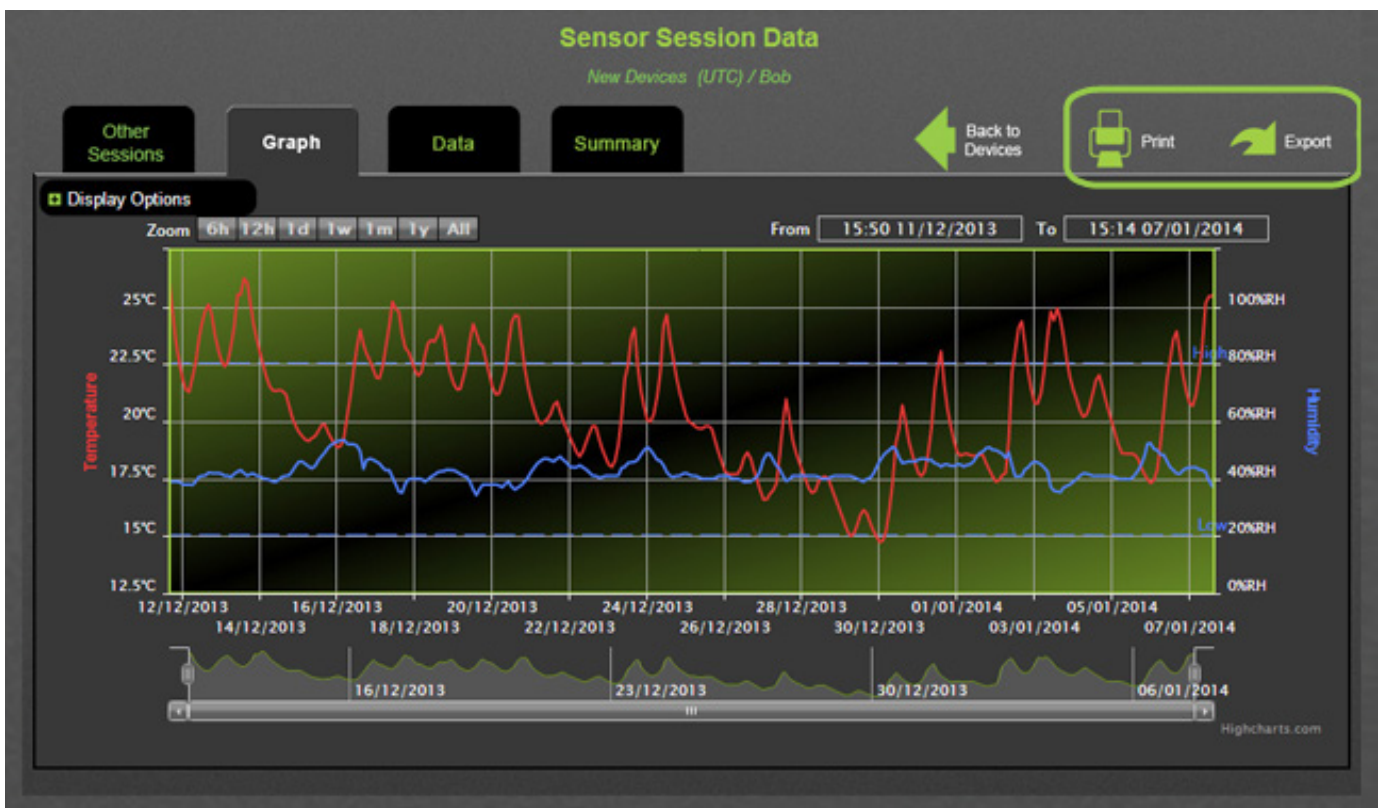 Sensor Session Data
New Devices (UTC) / Bob
Other
Sessions
Graph
Data
Summary
Back to
Devices
Print
Export
Display Options
Zoom 6h 12h 1d 1w 1m 1y All
From 15:50 11/12/2013 To 15:14 07/01/2014
25°C
22.5°C
20°C
17.5°C
15°C
12.5°C
Temperature
100%RH
High 80%RH
60%RH
40%RH
Low 20%RH
0%RH
Humidity
12/12/2013 16/12/2013 20/12/2013 24/12/2013 28/12/2013 01/01/2014 05/01/2014
14/12/2013 18/12/2013 22/12/2013 26/12/2013 30/12/2013 03/01/2014 07/01/2014
16/12/2013 23/12/2013 30/12/2013 06/01/2014
Highcharts.com